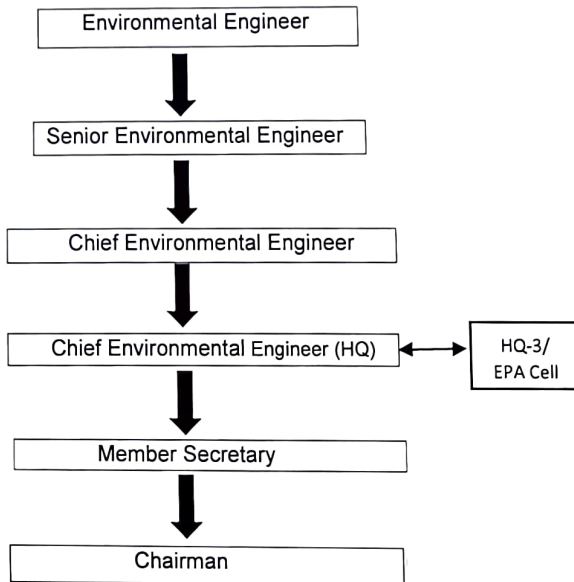 Environmental Engineer
Senior Environmental Engineer
Chief Environmental Engineer
Chief Environmental Engineer (HQ)
HQ-3/
EPA Cell
Member Secretary
Chairman